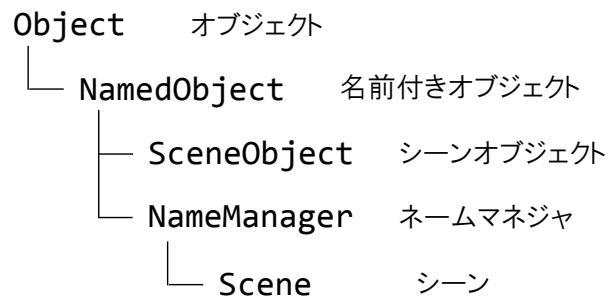 Object オブジェクト
NamedObject 名前付きオブジェクト
SceneObject シーンオブジェクト
NameManager ネームマネジャ
Scene シーン